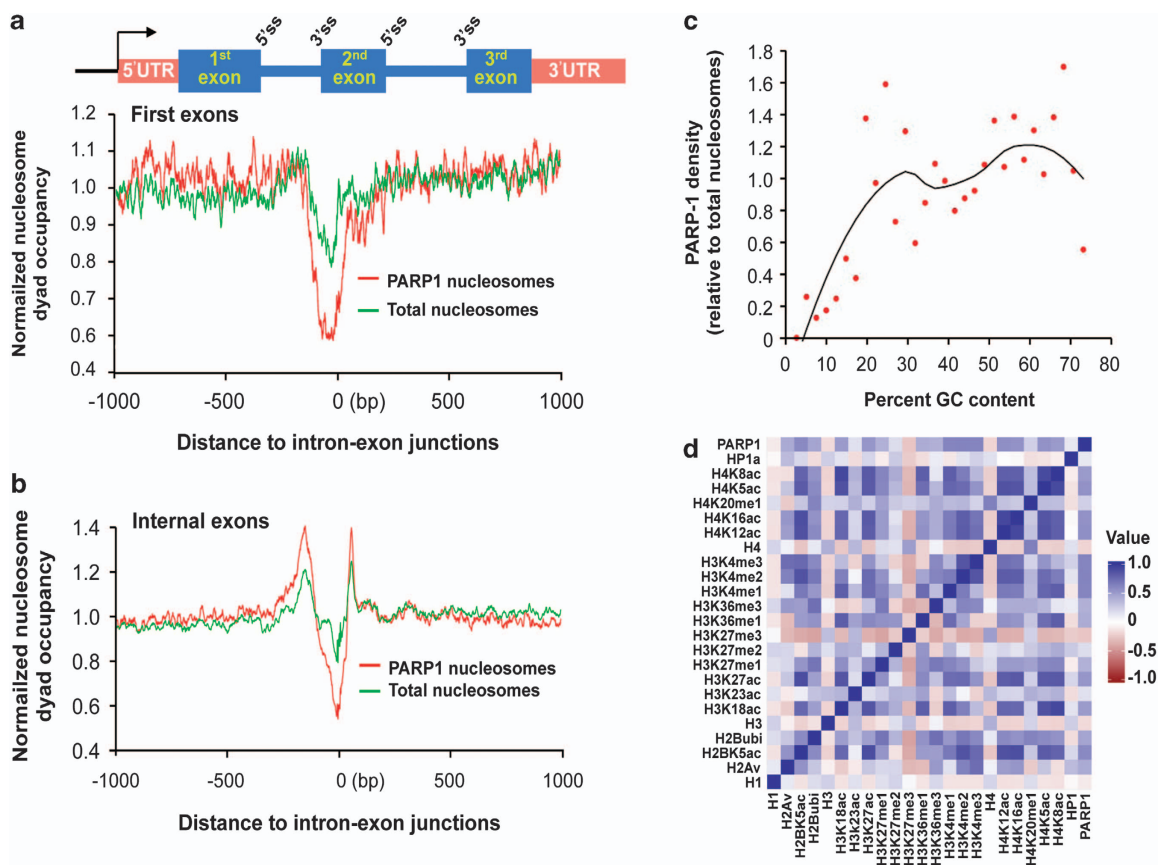 a
5'ss
3'ss
5'ss
3'ss
5'UTR
1st exon
2nd exon
3rd exon
3'UTR
First exons
Normailzed nucleosome
dyad occupancy
1.2
1.1
1.0
0.9
0.8
0.7
0.6
0.4
PARP1 nucleosomes
Total nucleosomes
-1000
-500
0 (bp)
500
1000
Distance to intron-exon junctions
b
Internal exons
Normailzed nucleosome
dyad occupancy
1.4
1.2
1.0
0.8
0.6
0.4
PARP1 nucleosomes
Total nucleosomes
-1000
-500
0 (bp)
500
1000
Distance to intron-exon junctions
c
PARP-1 density
(relative to total nucleosomes)
1.8
1.6
1.4
1.2
1.0
0.8
0.6
0.4
0.2
0
0 10 20 30 40 50 60 70 80
Percent GC content
d
PARP1
HP1a
H4K8ac
H4K5ac
H4K20me1
H4K16ac
H4K12ac
H4
H3K4me3
H3K4me2
H3K4me1
H3K36me3
H3K36me1
H3K27me3
H3K27me2
H3K27me1
H3K27ac
H3K23ac
H3K18ac
H3
H2Bubi
H2BK5ac
H2Av
H1
H1
H2Av
H2BK5ac
H2Bubi
H3
H3K18ac
H3k23ac
H3K27ac
H3K27me1
H3K27me2
H3K27me3
H3K36me1
H3K36me3
H3K4me1
H3K4me2
H3K4me3
H4
H4K12ac
H4K16ac
H4K20me1
H4K5ac
H4K8ac
HP1
PARP1
Value
1.0
0.5
0
-0.5
-1.0